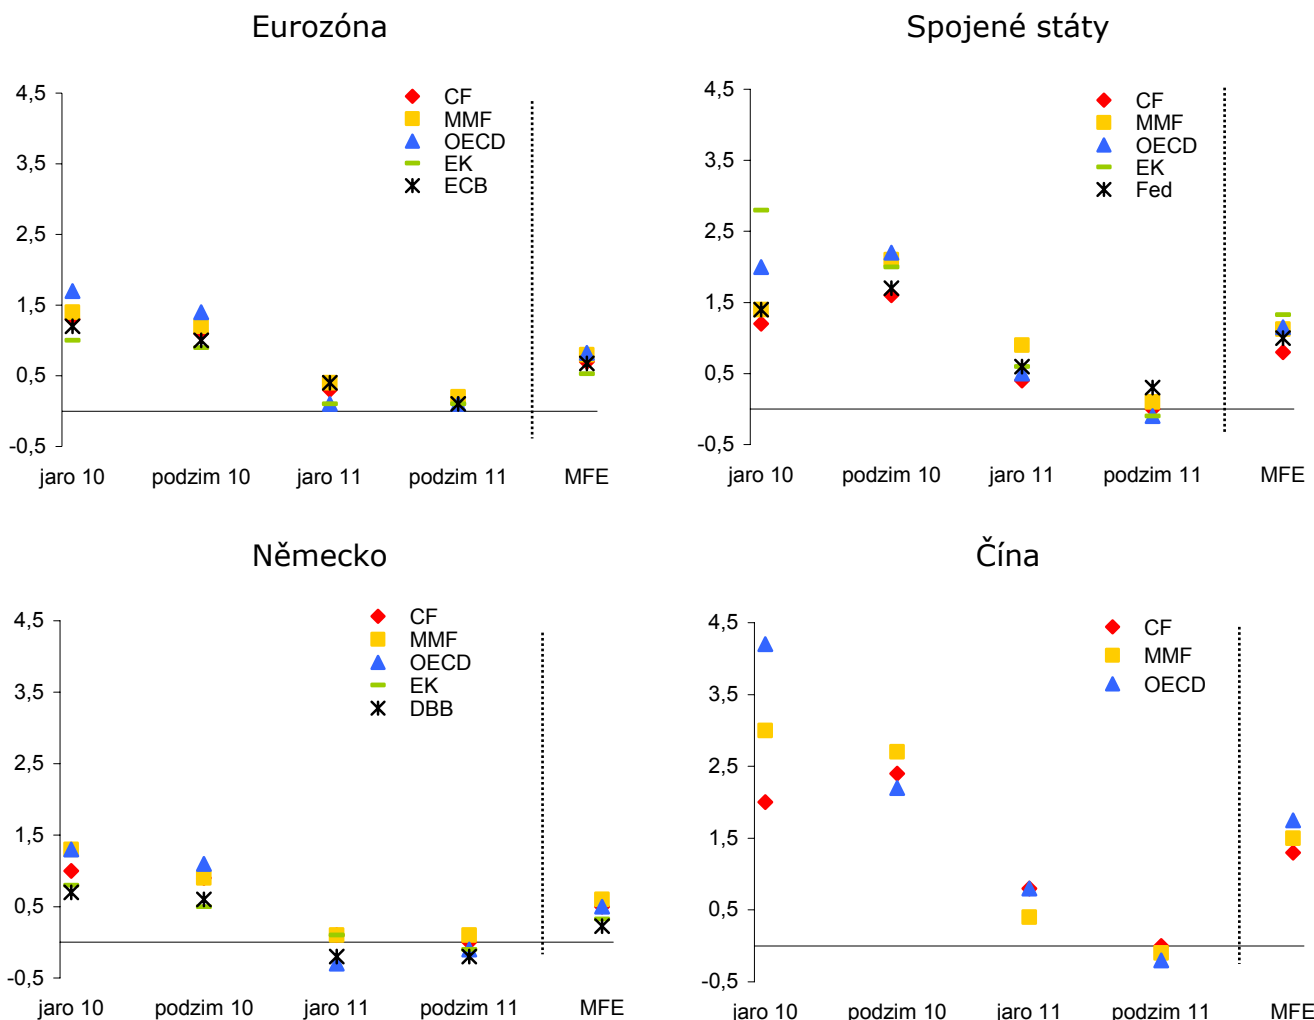 Eurozóna
4,5
3,5
2,5
1,5
0,5
-0,5
CF
MMF
OECD
EK
ECB
jaro 10
podzim 10
jaro 11
podzim 11
MFE
Spojené státy
4,5
3,5
2,5
1,5
0,5
-0,5
CF
MMF
OECD
EK
Fed
jaro 10
podzim 10
jaro 11
podzim 11
MFE
Německo
4,5
3,5
2,5
1,5
0,5
-0,5
CF
MMF
OECD
EK
DBB
jaro 10
podzim 10
jaro 11
podzim 11
MFE
Čína
4,5
3,5
2,5
1,5
0,5
-0,5
CF
MMF
OECD
jaro 10
podzim 10
jaro 11
podzim 11
MFE